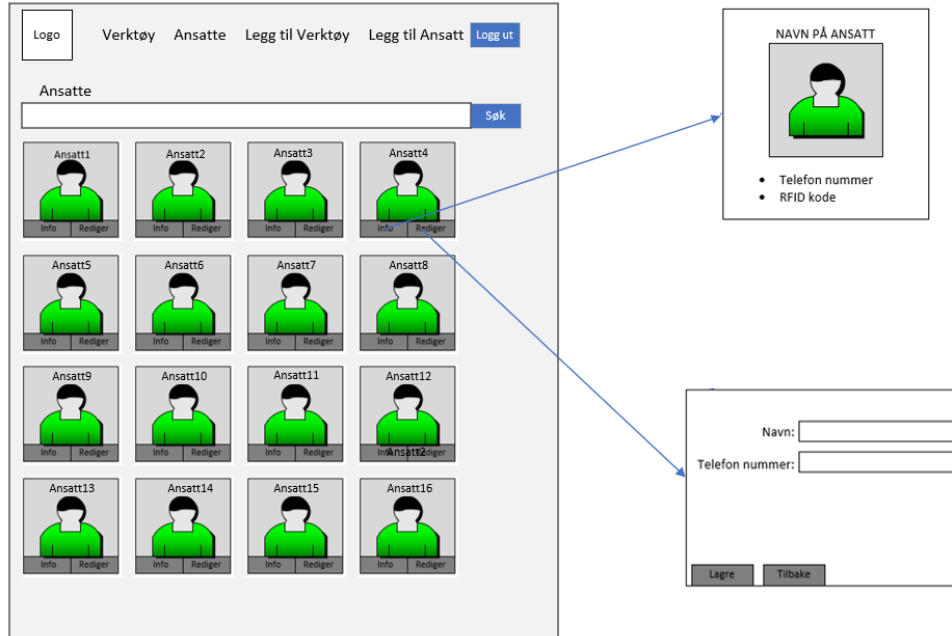 Logo
Verktøy Ansatte Legg til Verktøy Legg til Ansatt Logg ut
Ansatte
Søk
Ansatt1 Ansatt2 Ansatt3 Ansatt4
Info Rediger Info Rediger Info Rediger Info Rediger
Ansatt5 Ansatt6 Ansatt7 Ansatt8
Info Rediger Info Rediger Info Rediger Info Rediger
Ansatt9 Ansatt10 Ansatt11 Ansatt12
Info Rediger Info Rediger Info Rediger Info Rediger
Ansatt2
Ansatt13 Ansatt14 Ansatt15 Ansatt16
Info Rediger Info Rediger Info Rediger Info Rediger
NAVN PÅ ANSATT
• Telefon nummer
• RFID kode
Navn:
Telefon nummer:
Lagre Tilbake